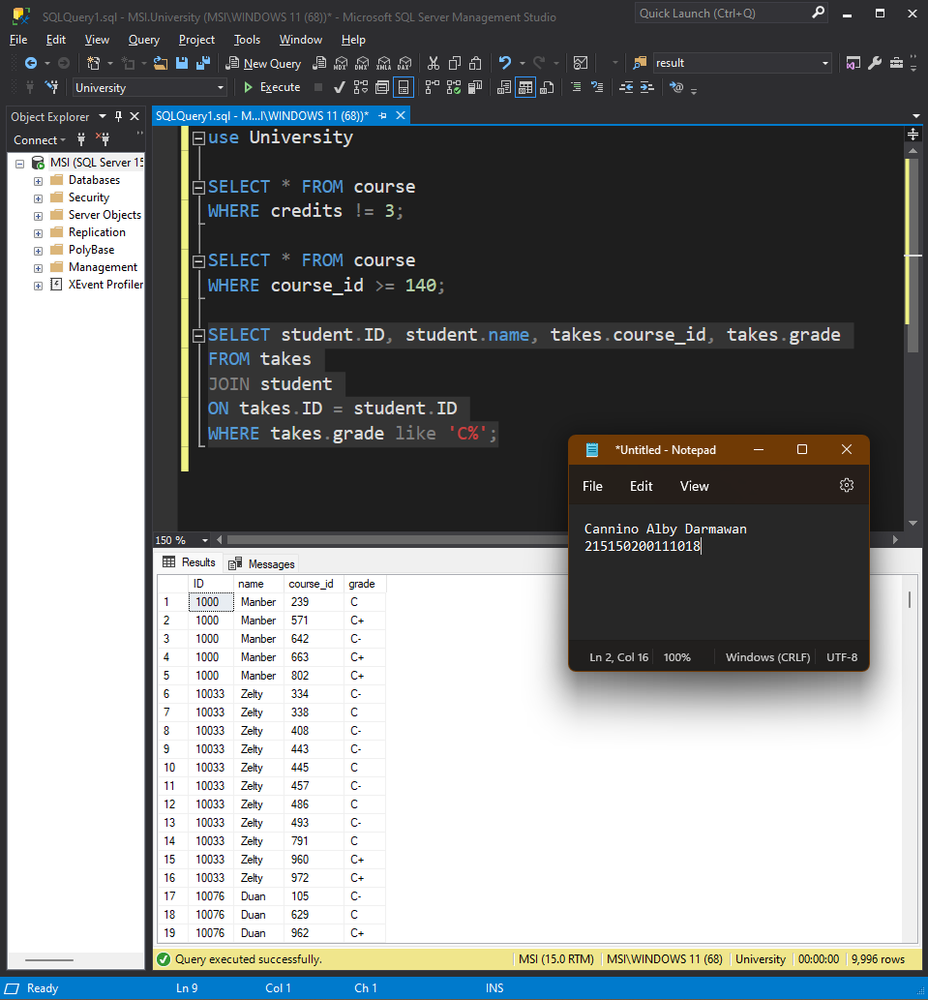 SQLQuery1.sql - MSI.University (MSI\WINDOWS 11 (68))* - Microsoft SQL Server Management Studio
Quick Launch (Ctrl+Q)
File Edit View Query Project Tools Window Help
New Query MDX DMX XMLA DAX result
University Execute
Object Explorer
SQLQuery1.sql - M...I\WINDOWS 11 (68))*
Connect
MSI (SQL Server 15
Databases
Security
Server Objects
Replication
PolyBase
Management
XEvent Profiler
use University
SELECT * FROM course
WHERE credits != 3;
SELECT * FROM course
WHERE course_id >= 140;
SELECT student.ID, student.name, takes.course_id, takes.grade
FROM takes
JOIN student
ON takes.ID = student.ID
WHERE takes.grade like 'C%';
150 %
*Untitled - Notepad
File Edit View
Cannino Alby Darmawan
215150200111018
Ln 2, Col 16 100% Windows (CRLF) UTF-8
Results Messages
ID name course_id grade
1 1000 Manber 239 C
2 1000 Manber 571 C+
3 1000 Manber 642 C-
4 1000 Manber 663 C+
5 1000 Manber 802 C+
6 10033 Zelty 334 C-
7 10033 Zelty 338 C
8 10033 Zelty 408 C-
9 10033 Zelty 443 C-
10 10033 Zelty 445 C
11 10033 Zelty 457 C-
12 10033 Zelty 486 C
13 10033 Zelty 493 C-
14 10033 Zelty 791 C
15 10033 Zelty 960 C+
16 10033 Zelty 972 C+
17 10076 Duan 105 C-
18 10076 Duan 629 C
19 10076 Duan 962 C+
Query executed successfully.
MSI (15.0 RTM) MSI\WINDOWS 11 (68) University 00:00:00 9,996 rows
Ready Ln 9 Col 1 Ch 1 INS